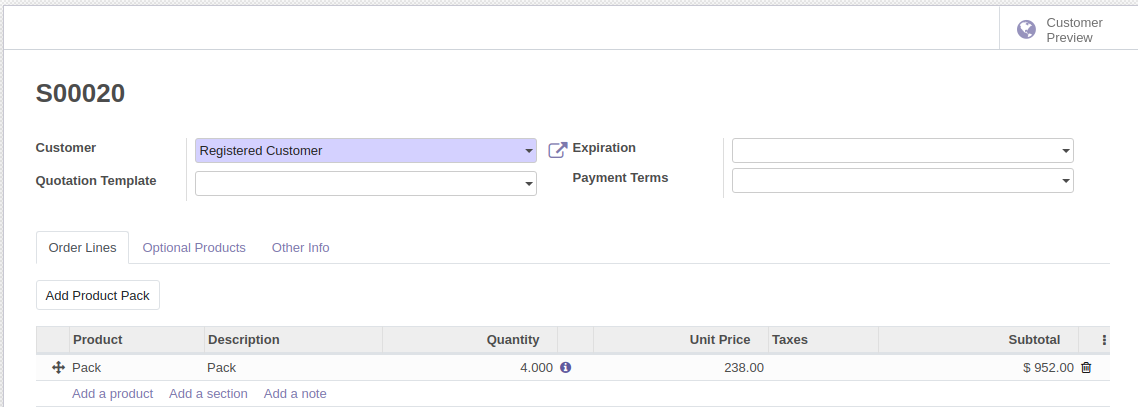 Customer
Preview
S00020
Customer Registered Customer Expiration
Quotation Template Payment Terms
Order Lines Optional Products Other Info
Add Product Pack
Product Description Quantity Unit Price Taxes Subtotal
Pack Pack 4.000 238.00 $ 952.00
Add a product Add a section Add a note